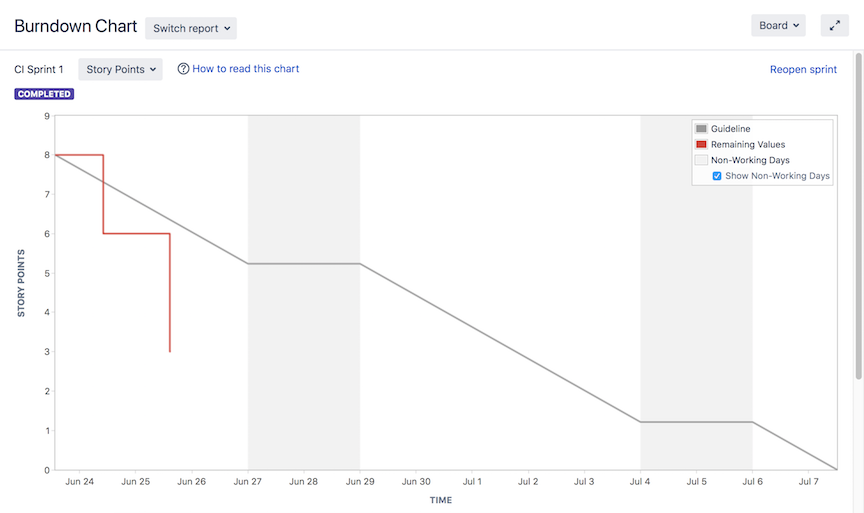 Burndown Chart Switch report Board
CI Sprint 1 Story Points ? How to read this chart Reopen sprint
COMPLETED
9
8
7
6
5
4
3
2
1
0
STORY POINTS
Guideline
Remaining Values
Non-Working Days
Show Non-Working Days
Jun 24 Jun 25 Jun 26 Jun 27 Jun 28 Jun 29 Jun 30 Jul 1 Jul 2 Jul 3 Jul 4 Jul 5 Jul 6 Jul 7
TIME